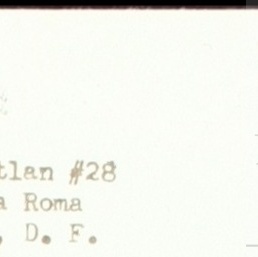 tlan #28
a Roma
, D. F.